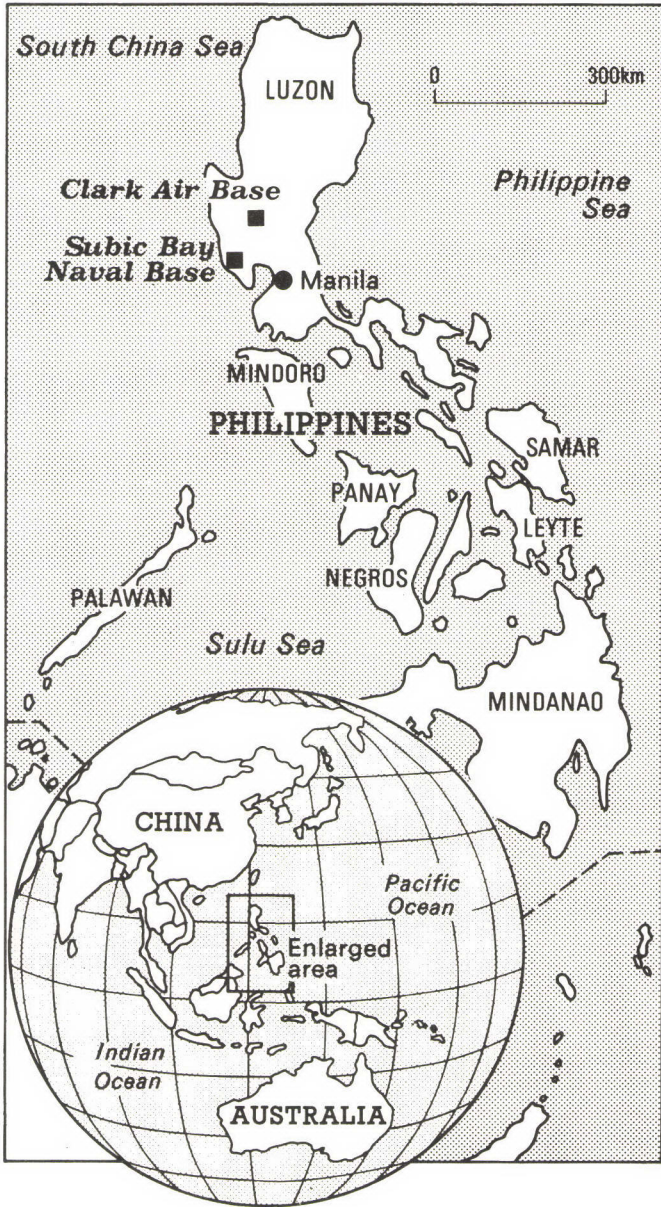 South China Sea
LUZON
0 300km
Clark Air Base
Philippine
Sea
Subic Bay
Naval Base
Manila
MINDORO
PHILIPPINES
SAMAR
PANAY
LEYTE
NEGROS
PALAWAN
Sulu Sea
MINDANAO
CHINA
Pacific
Ocean
Enlarged
area
Indian
Ocean
AUSTRALIA